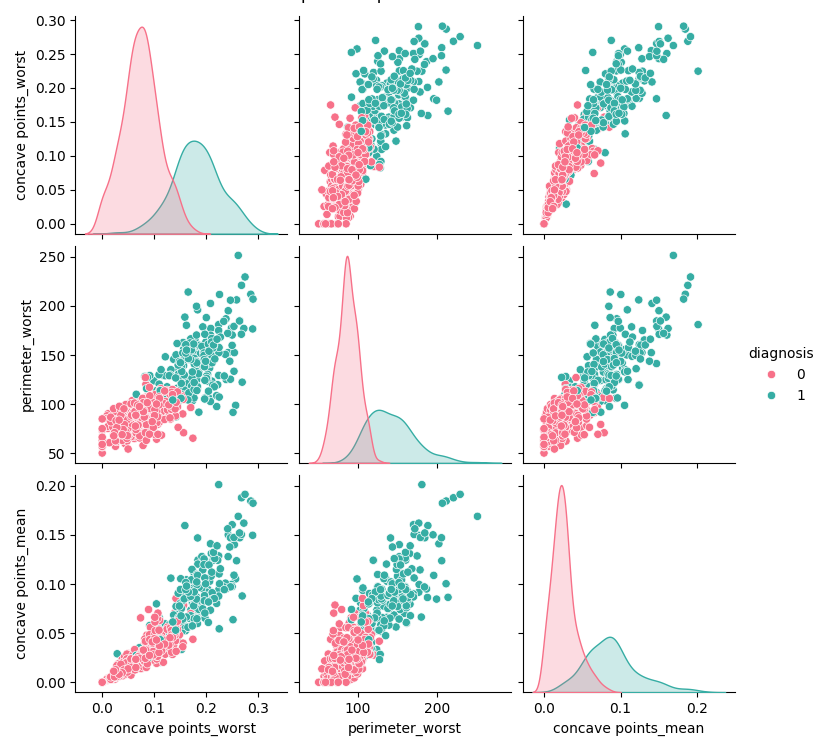 0.30
0.25
0.20
0.15
0.10
0.05
0.00
concave points_worst
250
200
150
100
50
perimeter_worst
diagnosis
0
1
0.20
0.15
0.10
0.05
0.00
concave points_mean
0.0 0.1 0.2 0.3
100 200
0.0 0.1 0.2
concave points_worst
perimeter_worst
concave points_mean